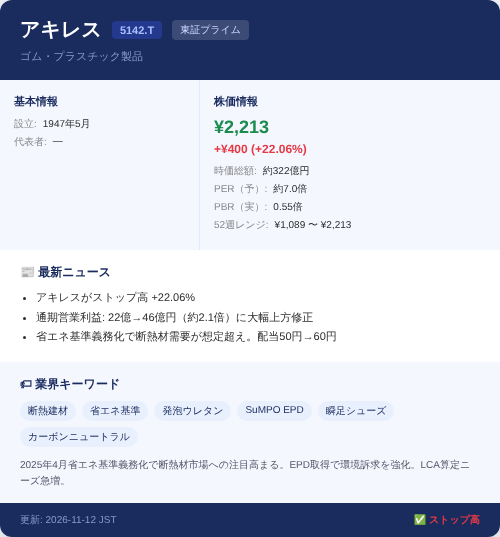 アキレス 5142.T 東証プライム
ゴム・プラスチック製品
基本情報
設立: 1947年5月
代表者: —
株価情報
¥2,213
+¥400 (+22.06%)
時価総額: 約322億円
PER（予）: 約7.0倍
PBR（実）: 0.55倍
52週レンジ: ¥1,089 〜 ¥2,213
📰 最新ニュース
• アキレスがストップ高 +22.06%
• 通期営業利益: 22億→46億円（約2.1倍）に大幅上方修正
• 省エネ基準義務化で断熱材需要が想定超え。配当50円→60円
🏷 業界キーワード
断熱建材 省エネ基準 発泡ウレタン SuMPO EPD 瞬足シューズ
カーボンニュートラル
2025年4月省エネ基準義務化で断熱材市場への注目高まる。EPD取得で環境訴求を強化。LCA算定ニ
ーズ急増。
更新: 2026-11-12 JST ✅ ストップ高